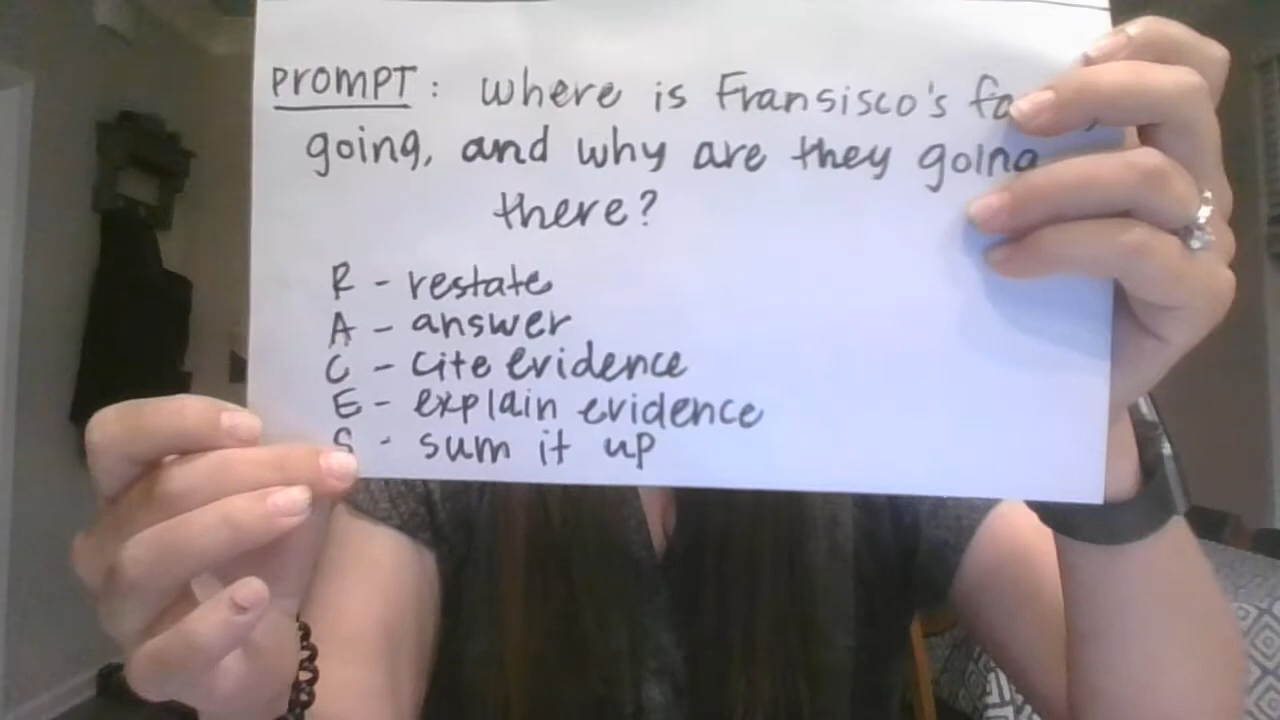 PROMPT: where is Fransisco's
going, and why are they going
there?
R - restate
A - answer
C - cite evidence
E - explain evidence
S - sum it up